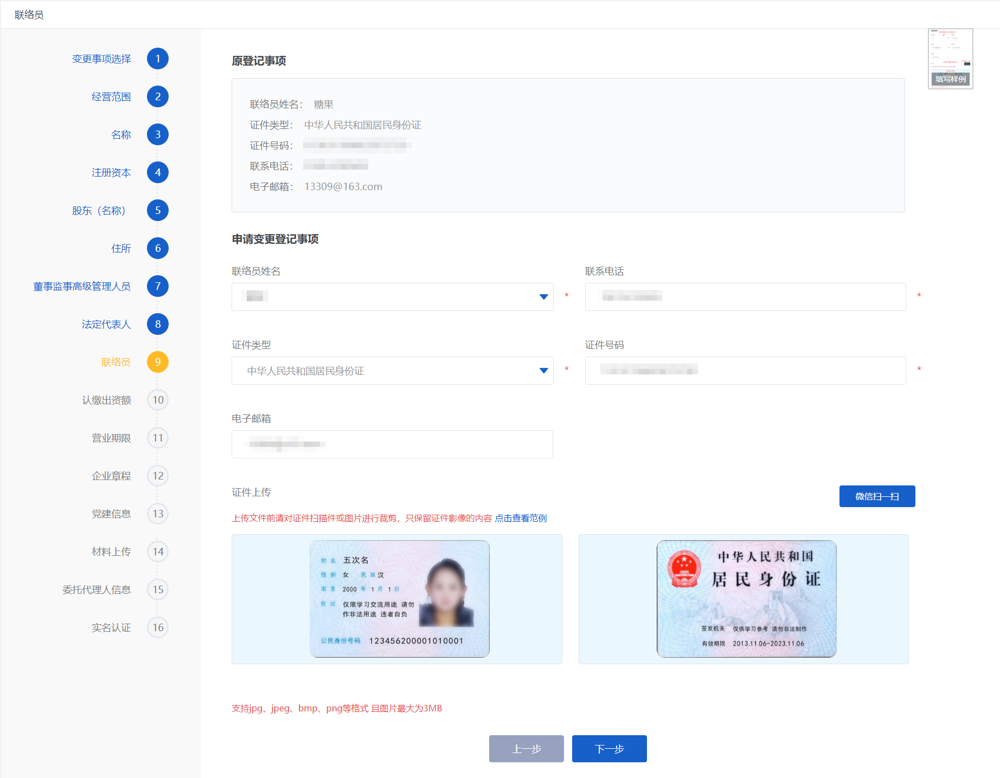 联络员
变更事项选择 1
经营范围 2
名称 3
注册资本 4
股东（名称） 5
住所 6
董事监事高级管理人员 7
法定代表人 8
联络员 9
认缴出资额 10
营业期限 11
企业章程 12
党建信息 13
材料上传 14
委托代理人信息 15
实名认证 16
填写样例
原登记事项
联络员姓名： 糖果
证件类型： 中华人民共和国居民身份证
证件号码：
联系电话：
电子邮箱： 13309@163.com
申请变更登记事项
联络员姓名 联系电话
* *
证件类型 证件号码
中华人民共和国居民身份证 * *
电子邮箱
证件上传 微信扫一扫
上传文件前请对证件扫描件或图片进行裁剪，只保留证件影像的内容 点击查看范例
姓名 五次名
性别 女 民族 汉
出生 2000 年 1 月 1 日
住址 仅限学习交流用途 请勿
作非法用途 违者自负
公民身份号码 123456200001010001
中华人民共和国
居民身份证
签发机关 仅供学习参考 请勿非法制作
有效期限 2013.11.06-2023.11.06
支持jpg、jpeg、bmp、png等格式 且图片最大为3MB
上一步 下一步